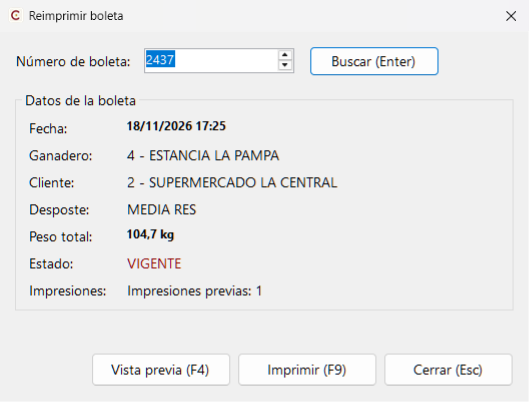 Reimprimir boleta
Número de boleta: 2437 Buscar (Enter)
Datos de la boleta
Fecha: 18/11/2026 17:25
Ganadero: 4 - ESTANCIA LA PAMPA
Cliente: 2 - SUPERMERCADO LA CENTRAL
Desposte: MEDIA RES
Peso total: 104,7 kg
Estado: VIGENTE
Impresiones: Impresiones previas: 1
Vista previa (F4) Imprimir (F9) Cerrar (Esc)